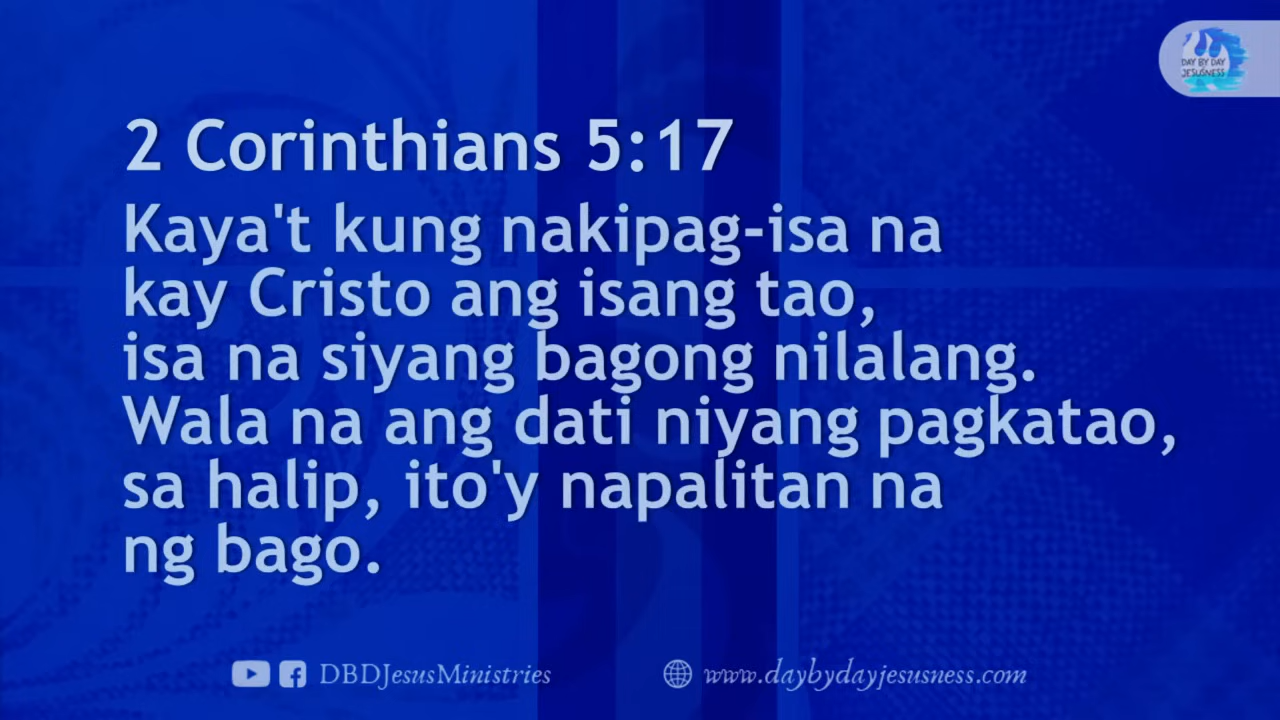 DAY BY DAY
JESUSNESS
2 Corinthians 5:17
Kaya't kung nakipag-isa na
kay Cristo ang isang tao,
isa na siyang bagong nilalang.
Wala na ang dati niyang pagkatao,
sa halip, ito'y napalitan na
ng bago.
DBDJesusMinistries
www.daybydayjesusness.com